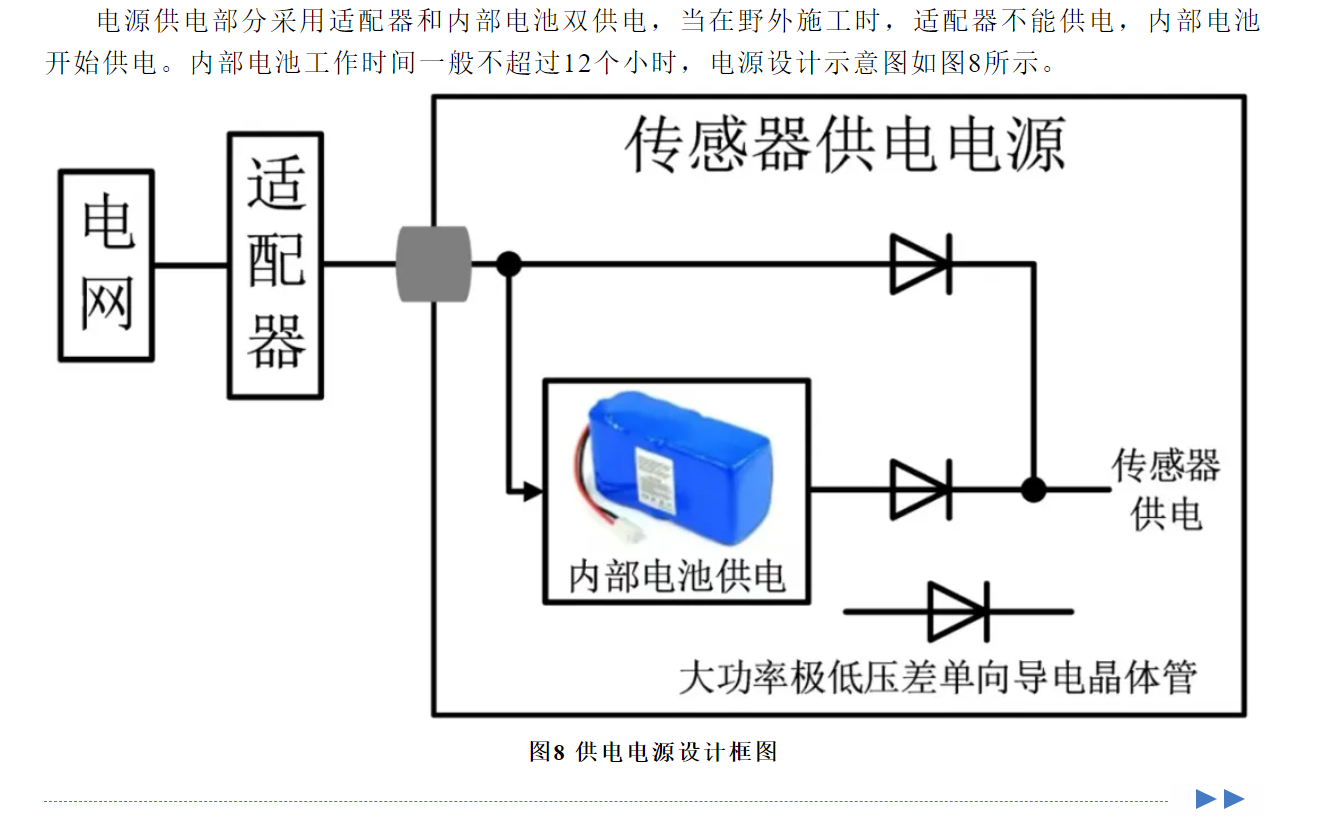 电源供电部分采用适配器和内部电池双供电，当在野外施工时，适配器不能供电，内部电池
开始供电。内部电池工作时间一般不超过12个小时，电源设计示意图如图8所示。
传感器供电电源
电网
适配器
内部电池供电
传感器
供电
大功率极低压差单向导电晶体管
图8 供电电源设计框图